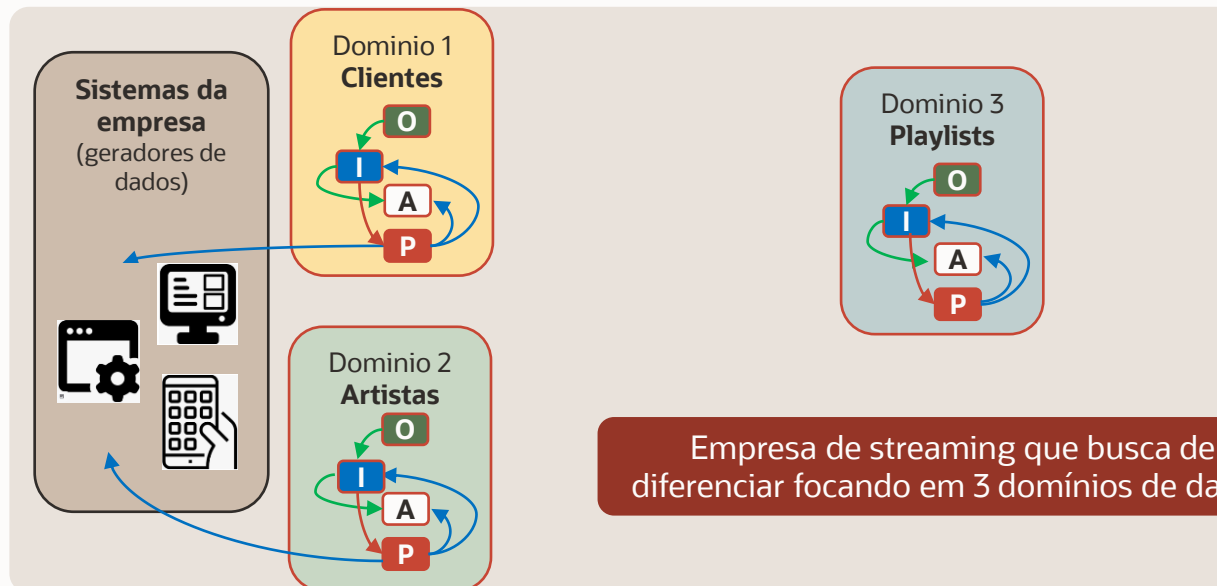 Sistemas da
empresa
(geradores de
dados)
Dominio 1
Clientes
O
I
A
P
Dominio 2
Artistas
O
I
A
P
Dominio 3
Playlists
O
I
A
P
Empresa de streaming que busca de
diferenciar focando em 3 domínios de da